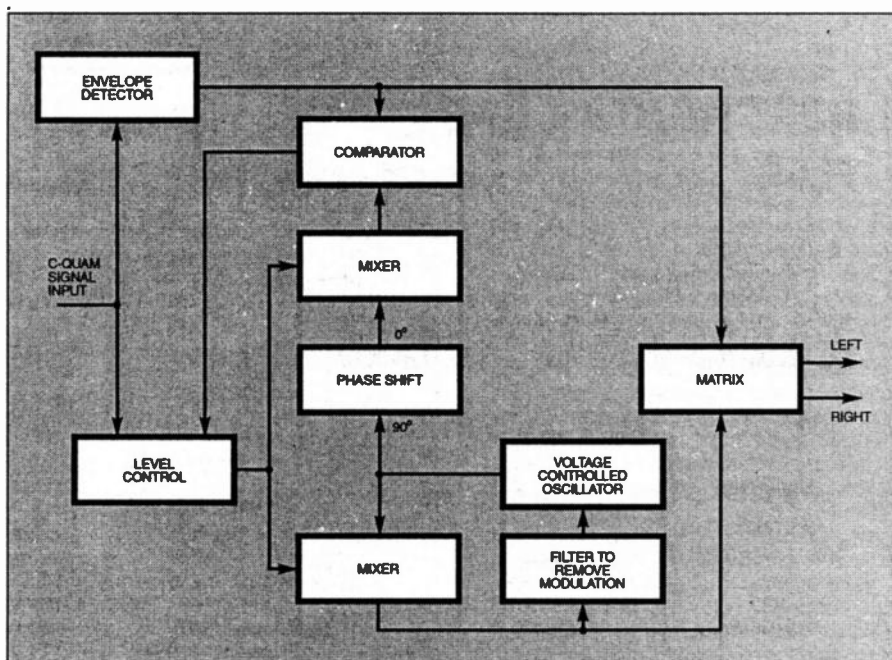 ENVELOPE
DETECTOR
COMPARATOR
C-QUAM
SIGNAL
INPUT
MIXER
0°
PHASE SHIFT
90°
LEVEL
CONTROL
MATRIX
LEFT
RIGHT
VOLTAGE
CONTROLLED
OSCILLATOR
MIXER
FILTER TO
REMOVE
MODULATION